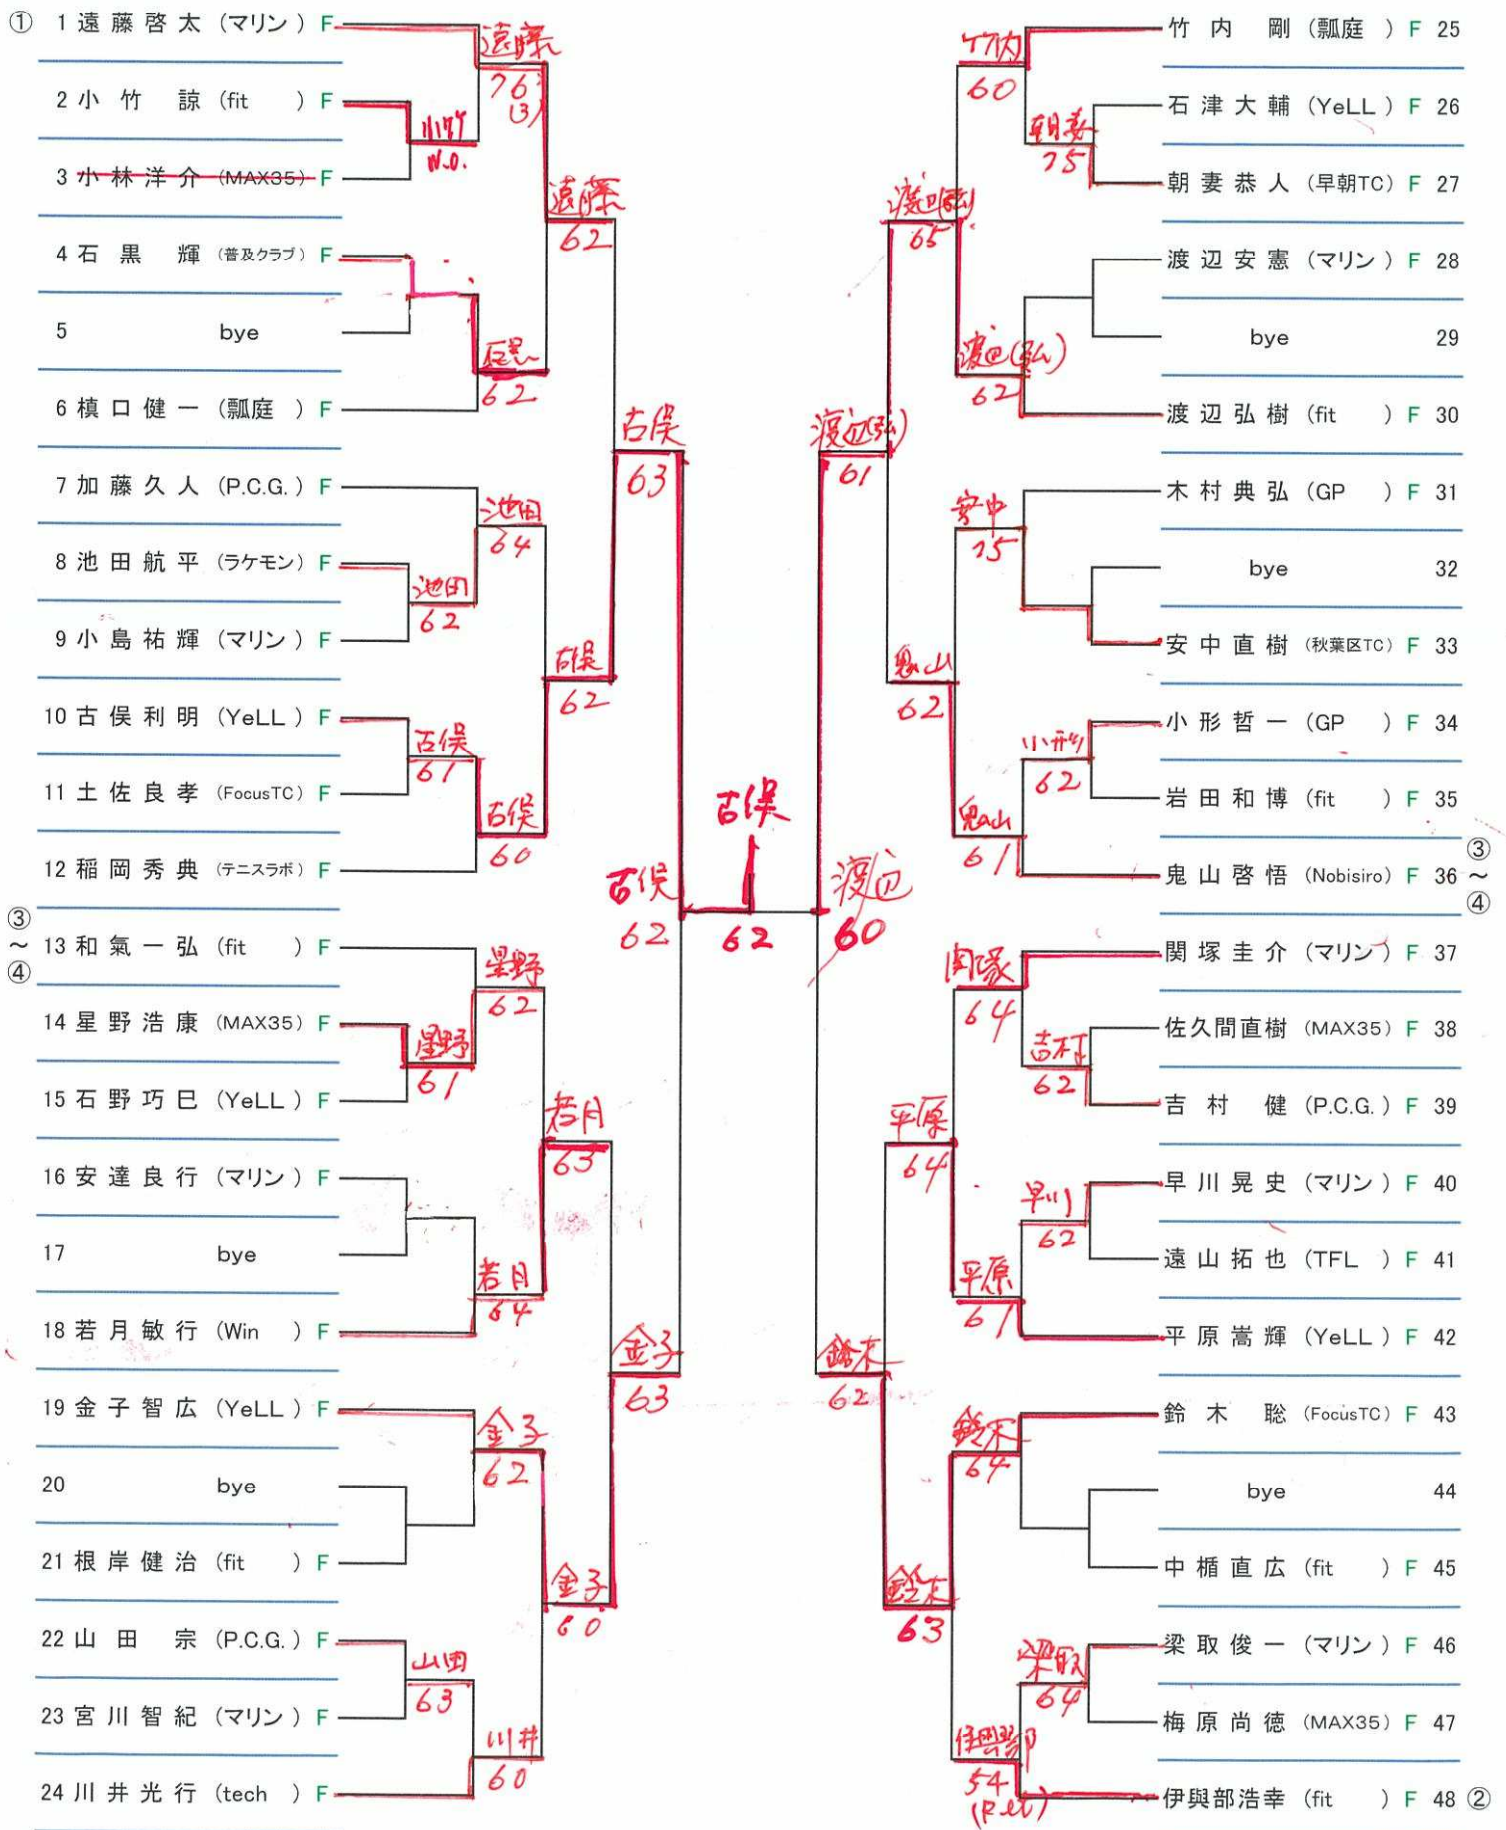 ① 1 遠藤啓太 (マリン) F
2 小竹 諒 (fit ) F
3 小林洋介 (MAX35) F
4 石黒 輝 (普及クラブ) F
5 bye
6 槙口健一 (瓢庭 ) F
7 加藤久人 (P.C.G.) F
8 池田航平 (ラケモン) F
9 小島祐輝 (マリン) F
10 古俣利明 (YeLL ) F
11 土佐良孝 (FocusTC) F
12 稲岡秀典 (テニスラボ) F
③
~
④
13 和氣一弘 (fit ) F
14 星野浩康 (MAX35) F
15 石野巧巳 (YeLL ) F
16 安達良行 (マリン) F
17 bye
18 若月敏行 (Win ) F
19 金子智広 (YeLL ) F
20 bye
21 根岸健治 (fit ) F
22 山田 宗 (P.C.G.) F
23 宮川智紀 (マリン) F
24 川井光行 (tech ) F
小竹
W.O.
池田
62
古俣
61
星野
61
山田
63
遠藤
76
(3)
石黒
62
池田
64
古俣
60
星野
62
若月
64
金子
62
川井
60
遠藤
62
古俣
62
若月
63
金子
60
古俣
63
金子
63
古俣
62
古俣
62
渡辺
60
渡辺(弘)
61
鈴木
62
渡辺(弘)
65
鬼山
62
平原
64
鈴木
63
竹内
60
渡辺(弘)
62
安中
75
鬼山
61
関塚
64
平原
61
鈴木
64
伊與部
54
(Ret)
朝妻
75
小形
62
吉村
62
早川
62
梁取
64
竹内 剛 (瓢庭 ) F 25
石津大輔 (YeLL ) F 26
朝妻恭人 (早朝TC) F 27
渡辺安憲 (マリン) F 28
bye 29
渡辺弘樹 (fit ) F 30
木村典弘 (GP ) F 31
bye 32
安中直樹 (秋葉区TC) F 33
小形哲一 (GP ) F 34
岩田和博 (fit ) F 35
鬼山啓悟 (Nobisiro) F 36
③
~
④
関塚圭介 (マリン) F 37
佐久間直樹 (MAX35) F 38
吉村 健 (P.C.G.) F 39
早川晃史 (マリン) F 40
遠山拓也 (TFL ) F 41
平原嵩輝 (YeLL ) F 42
鈴木 聡 (FocusTC) F 43
bye 44
中楯直広 (fit ) F 45
梁取俊一 (マリン) F 46
梅原尚徳 (MAX35) F 47
伊與部浩幸 (fit ) F 48 ②